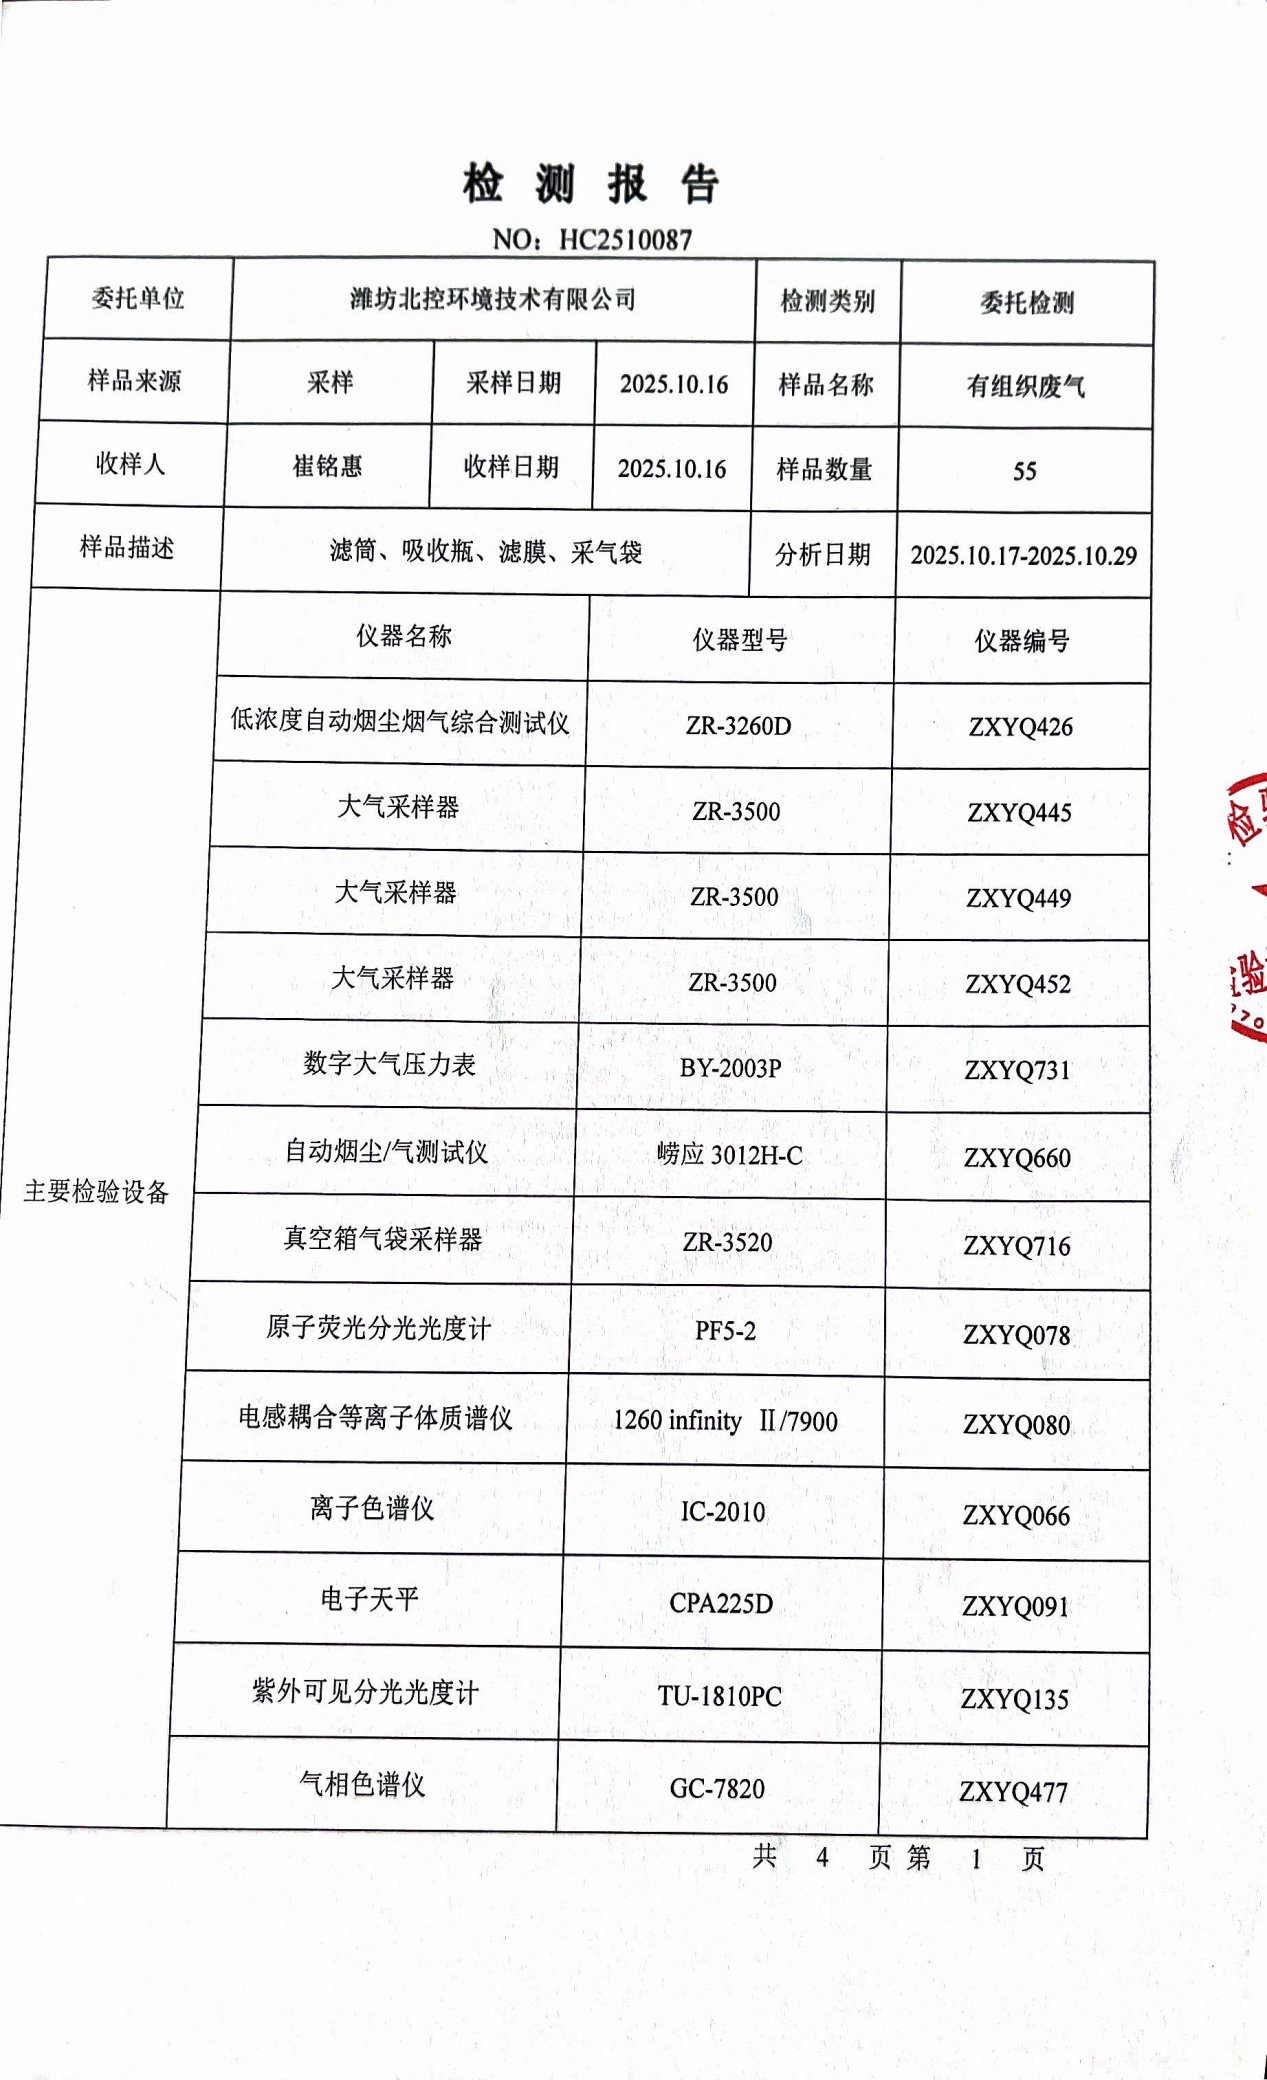 检测报告
NO：HC2510087
委托单位 潍坊北控环境技术有限公司 检测类别 委托检测
样品来源 采样 采样日期 2025.10.16 样品名称 有组织废气
收样人 崔铭惠 收样日期 2025.10.16 样品数量 55
样品描述 滤筒、吸收瓶、滤膜、采气袋 分析日期 2025.10.17-2025.10.29
主要检验设备
仪器名称 仪器型号 仪器编号
低浓度自动烟尘烟气综合测试仪 ZR-3260D ZXYQ426
大气采样器 ZR-3500 ZXYQ445
大气采样器 ZR-3500 ZXYQ449
大气采样器 ZR-3500 ZXYQ452
数字大气压力表 BY-2003P ZXYQ731
自动烟尘/气测试仪 崂应 3012H-C ZXYQ660
真空箱气袋采样器 ZR-3520 ZXYQ716
原子荧光分光光度计 PF5-2 ZXYQ078
电感耦合等离子体质谱仪 1260 infinity Ⅱ/7900 ZXYQ080
离子色谱仪 IC-2010 ZXYQ066
电子天平 CPA225D ZXYQ091
紫外可见分光光度计 TU-1810PC ZXYQ135
气相色谱仪 GC-7820 ZXYQ477
共 4 页 第 1 页
检
验
70